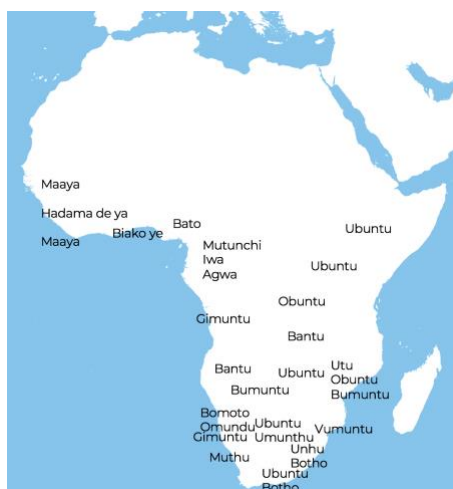 Maaya
Hadama de ya
Bato
Biako ye
Maaya
Mutunchi
Iwa
Agwa
Ubuntu
Ubuntu
Obuntu
Gimuntu
Bantu
Bantu
Ubuntu
Utu
Obuntu
Bumuntu
Bumuntu
Bomoto
Omundu
Gimuntu
Ubuntu
Umunthu
Vumuntu
Muthu
Unhu
Botho
Ubuntu
Botho